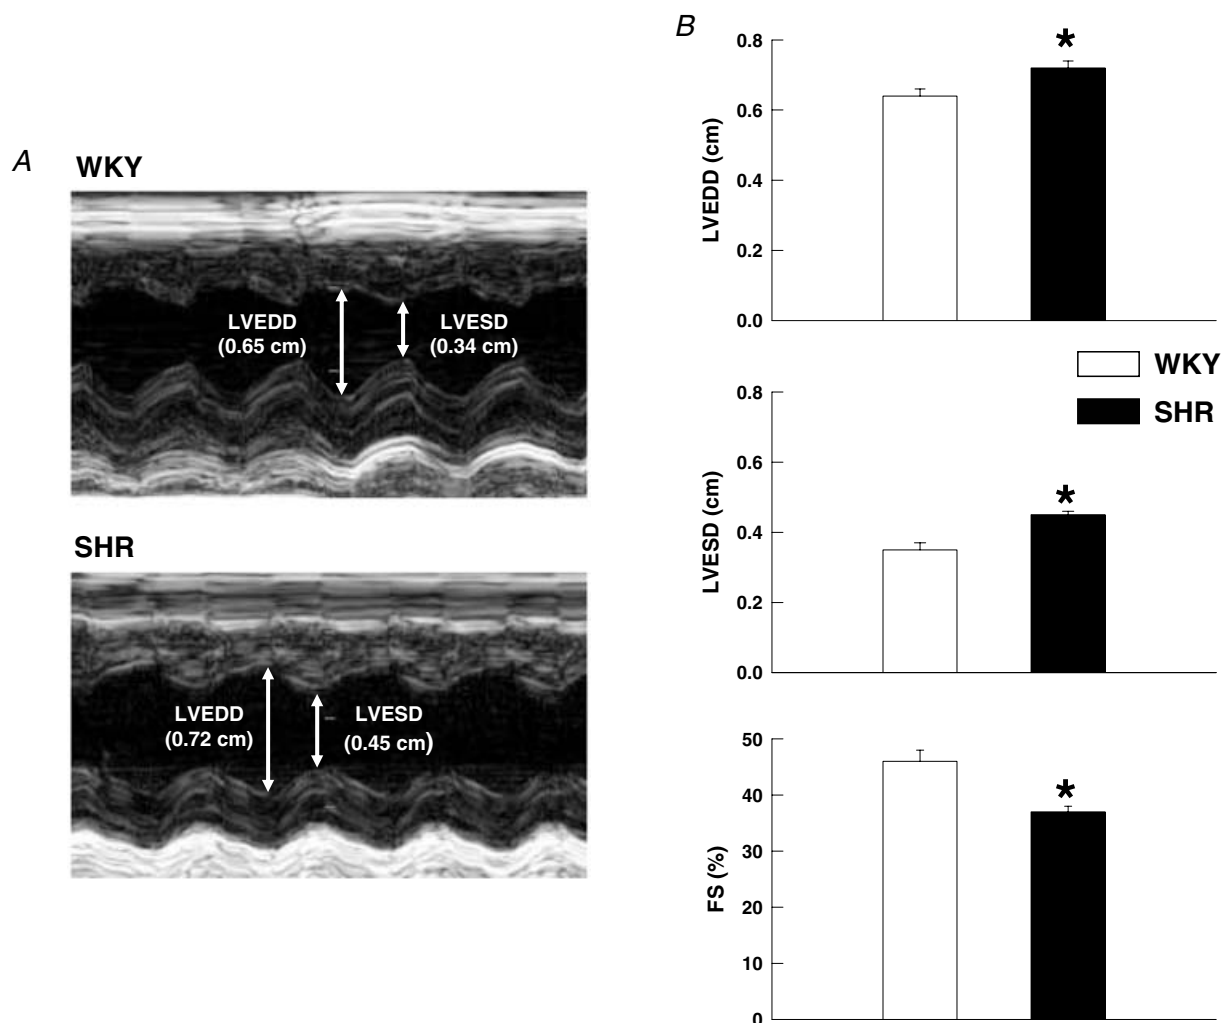 A
WKY
LVEDD
(0.65 cm)
LVESD
(0.34 cm)
SHR
LVEDD
(0.72 cm)
LVESD
(0.45 cm)
B
LVEDD (cm)
0.8
*
0.6
0.4
0.2
0.0
WKY
SHR
LVESD (cm)
0.8
0.6
*
0.4
0.2
0.0
FS (%)
50
*
40
30
20
10
0